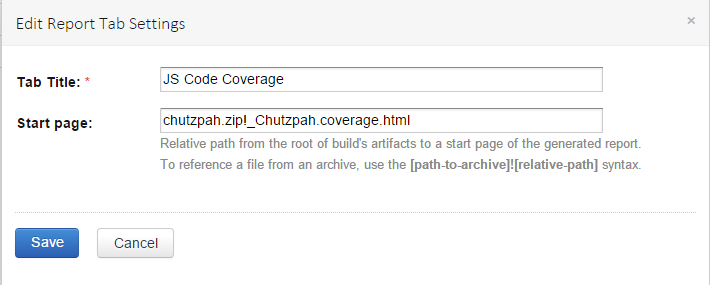 Edit Report Tab Settings ×
Tab Title: * JS Code Coverage
Start page: chutzpah.zip!_Chutzpah.coverage.html
Relative path from the root of build's artifacts to a start page of the generated report.
To reference a file from an archive, use the [path-to-archive]![relative-path] syntax.
Save Cancel